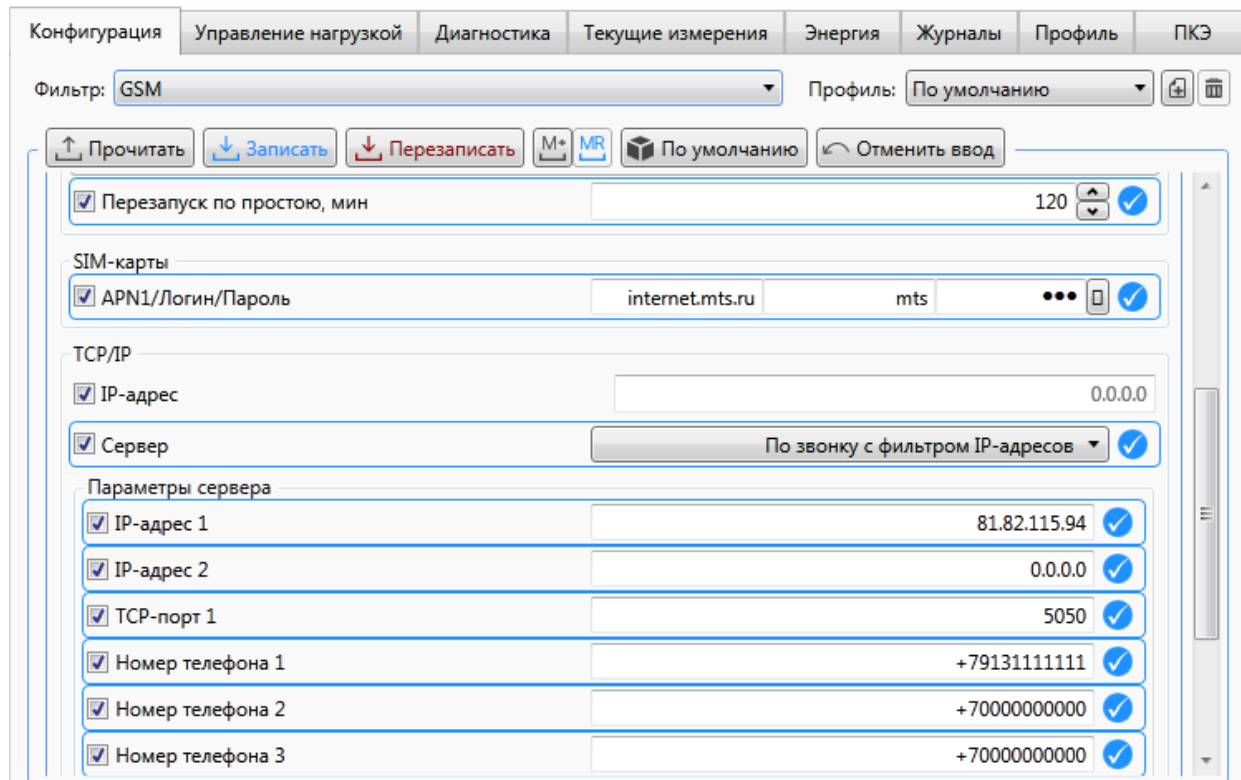 Конфигурация Управление нагрузкой Диагностика Текущие измерения Энергия Журналы Профиль ПКЭ
Фильтр: GSM Профиль: По умолчанию
Прочитать Записать Перезаписать M+ MR По умолчанию Отменить ввод
Перезапуск по простою, мин 120
SIM-карты
APN1/Логин/Пароль internet.mts.ru mts •••
TCP/IP
IP-адрес 0.0.0.0
Сервер По звонку с фильтром IP-адресов
Параметры сервера
IP-адрес 1 81.82.115.94
IP-адрес 2 0.0.0.0
TCP-порт 1 5050
Номер телефона 1 +79131111111
Номер телефона 2 +70000000000
Номер телефона 3 +70000000000